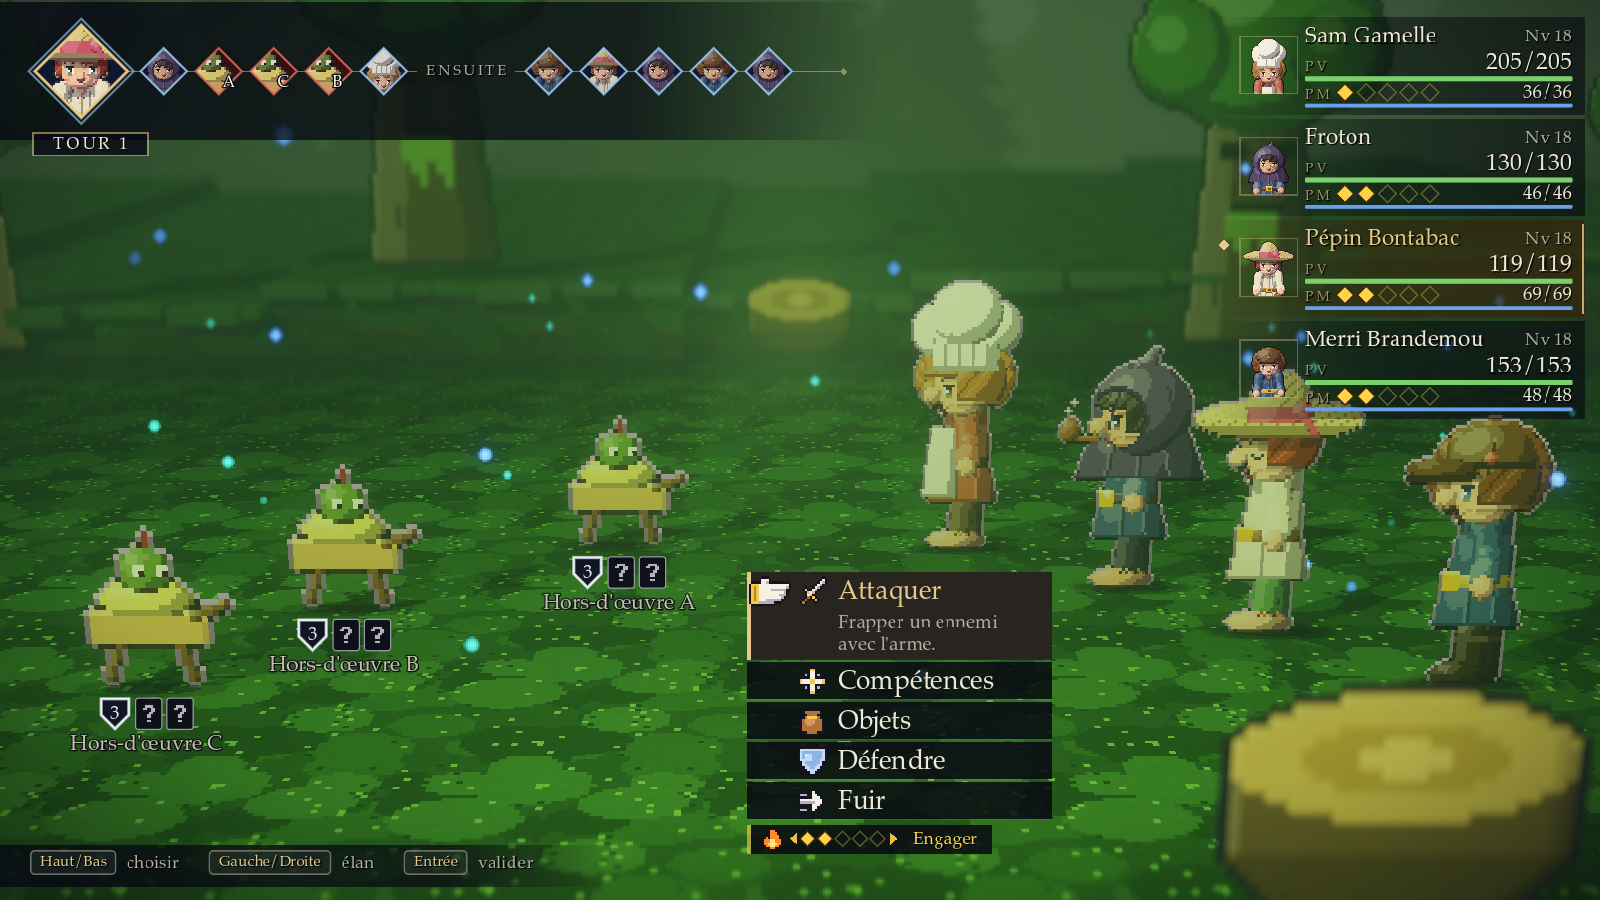 A
C
B
ENSUITE
TOUR 1
Sam Gamelle
Nv 18
PV
205/205
PM
36/36
Froton
Nv 18
PV
130/130
PM
46/46
Pépin Bontabac
Nv 18
PV
119/119
PM
69/69
Merri Brandemou
Nv 18
PV
153/153
PM
48/48
3 ? ?
Hors-d'œuvre A
3 ? ?
Hors-d'œuvre B
3 ? ?
Hors-d'œuvre C
Attaquer
Frapper un ennemi
avec l'arme.
Compétences
Objets
Défendre
Fuir
Engager
Haut/Bas choisir Gauche/Droite élan Entrée valider